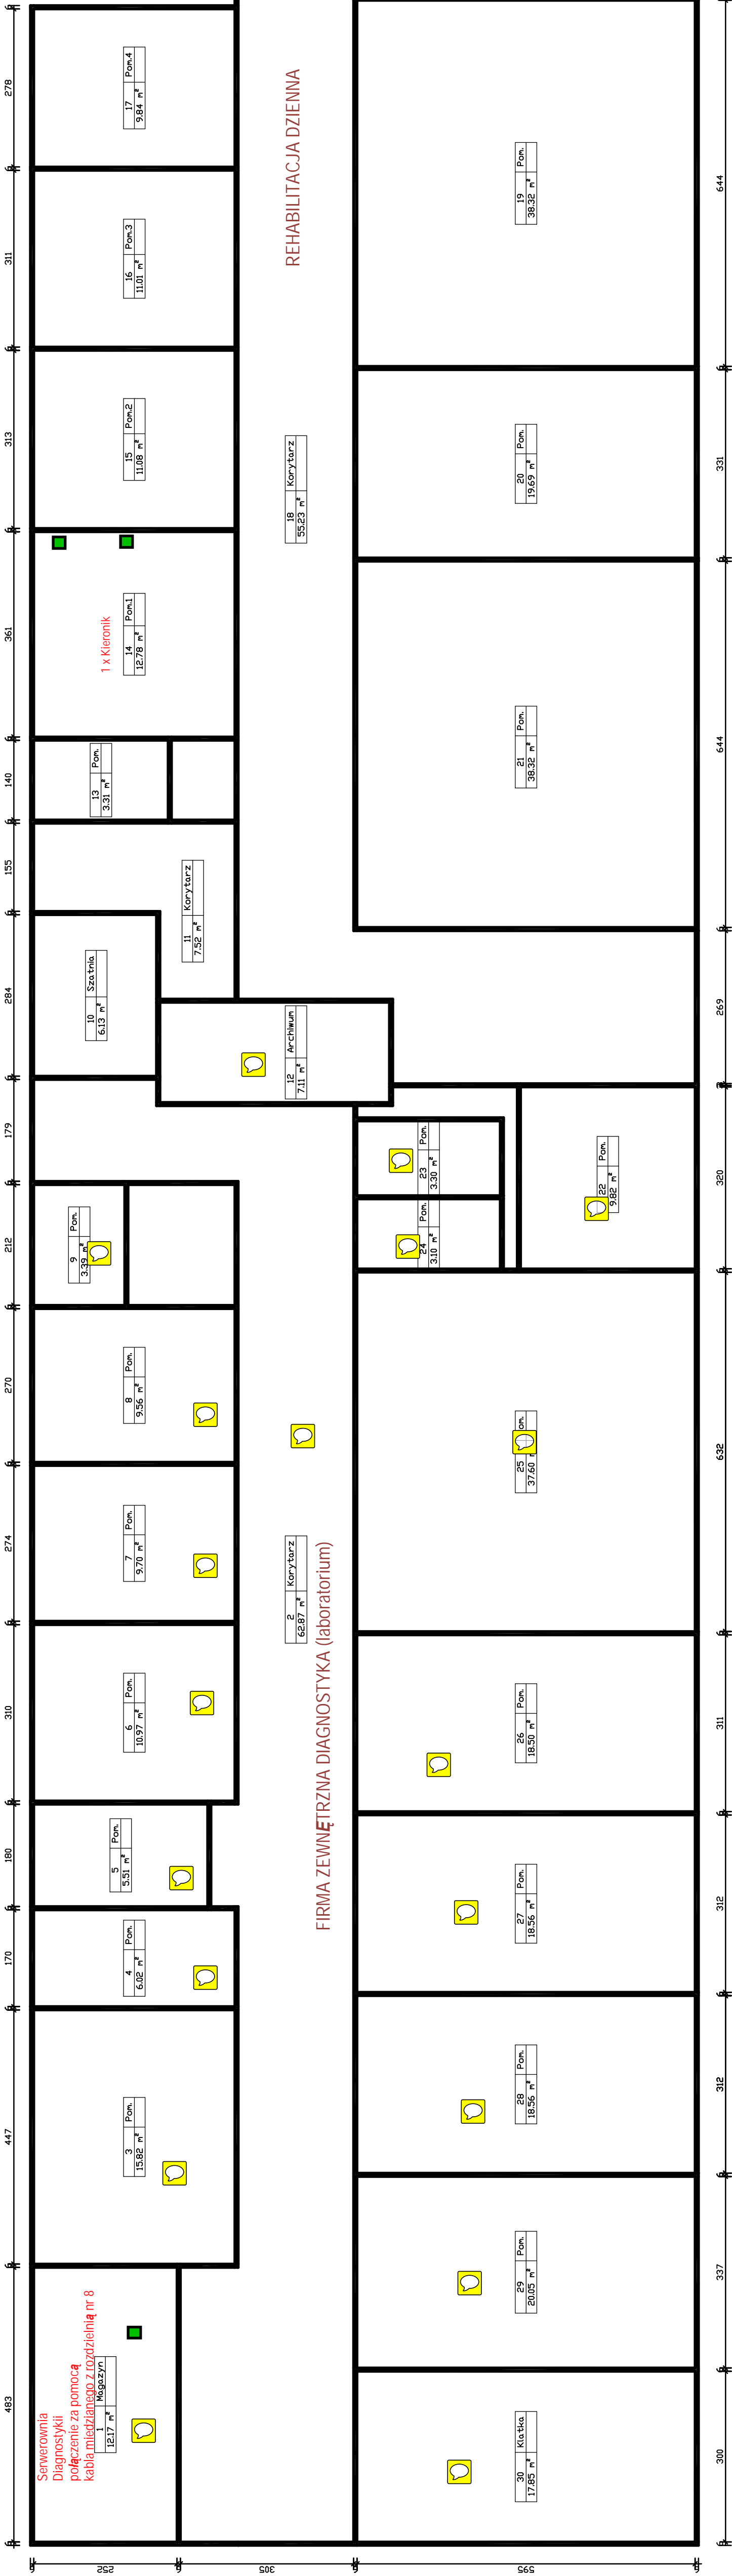 278
311
313
361
140
155
284
179
212
270
274
310
180
170
447
483
17 Pom.4
9.84 m²
16 Pom.3
11.01 m²
15 Pom.2
11.08 m²
1 x Kieronik
14 Pom.1
12.78 m²
13 Pom.
3.31 m²
11 Korytarz
7.52 m²
10 Szatnia
6.13 m²
12 Archiwum
7.11 m²
9 Pom.
3.39 m²
8 Pom.
9.56 m²
7 Pom.
9.70 m²
6 Pom.
10.97 m²
5 Pom.
5.51 m²
4 Pom.
6.02 m²
3 Pom.
15.82 m²
Serwerownia
Diagnostykii
połączenie za pomocą
kabla miedzianego z rozdzielnią nr 8
1 Magazyn
12.17 m²
REHABILITACJA DZIENNA
18 Korytarz
55.23 m²
2 Korytarz
62.87 m²
FIRMA ZEWNĘTRZNA DIAGNOSTYKA (laboratorium)
19 Pom.
38.32 m²
20 Pom.
19.69 m²
21 Pom.
38.32 m²
23 Pom.
3.30 m²
24 Pom.
3.10 m²
22 Pom.
9.82 m²
25 om.
37.60
26 Pom.
18.50 m²
27 Pom.
18.56 m²
28 Pom.
18.56 m²
29 Pom.
20.05 m²
30 Klatka
17.85 m²
644
331
644
269
320
632
311
312
312
337
300
252
305
595